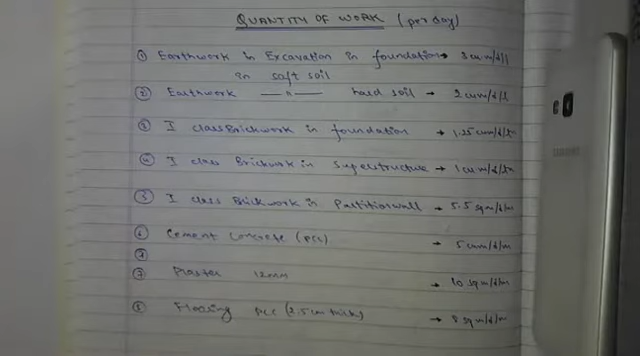 QUANTITY OF WORK (per day)
① Earthwork in Excavation in foundation → 3 cum/d/l
in soft soil
② Earthwork —— " —— hard soil → 2 cum/d/l
③ I class Brickwork in foundation → 1.25 cum/d/m
④ I class Brickwork in Superstructure → 1 cum/d/m
⑤ I class Brickwork in Partition wall → 5.5 sqm/d/m
⑥ Cement Concrete (PCC) → 5 cum/d/m
⑦
⑦ Plaster 12mm → 10 sqm/d/m
⑧ Flooring PCC (2.5 cm thick) → 8 sqm/d/m
SAMSUNG